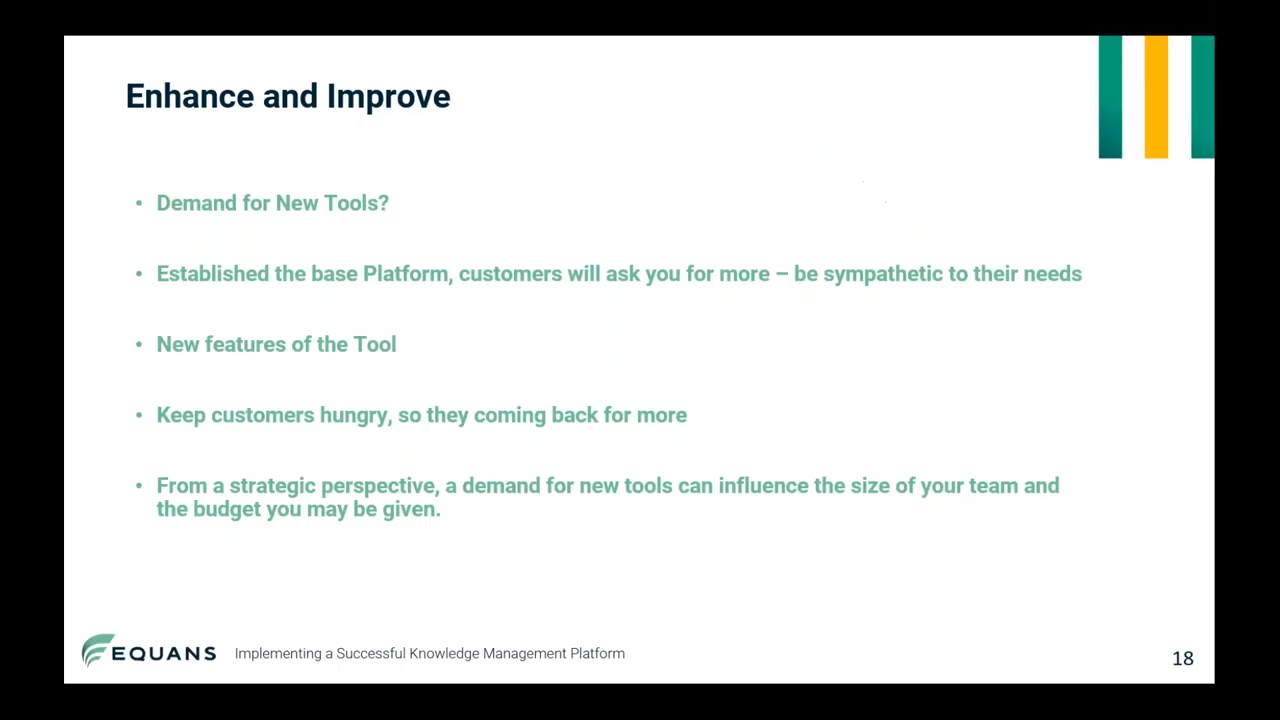 Enhance and Improve
• Demand for New Tools?
• Established the base Platform, customers will ask you for more – be sympathetic to their needs
• New features of the Tool
• Keep customers hungry, so they coming back for more
• From a strategic perspective, a demand for new tools can influence the size of your team and
the budget you may be given.
EQUANS
Implementing a Successful Knowledge Management Platform
18